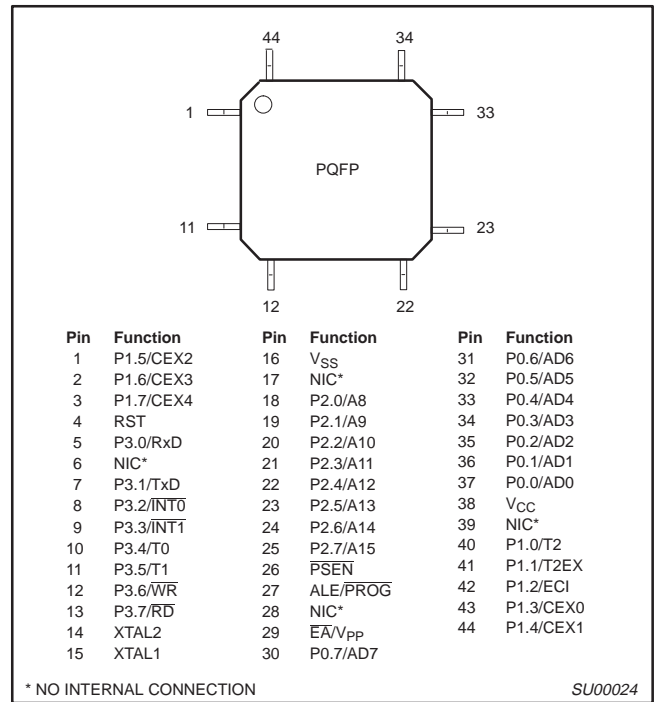 44 34
1 33
PQFP
11 23
12 22
Pin Function Pin Function Pin Function
1 P1.5/CEX2 16 VSS 31 P0.6/AD6
2 P1.6/CEX3 17 NIC* 32 P0.5/AD5
3 P1.7/CEX4 18 P2.0/A8 33 P0.4/AD4
4 RST 19 P2.1/A9 34 P0.3/AD3
5 P3.0/RxD 20 P2.2/A10 35 P0.2/AD2
6 NIC* 21 P2.3/A11 36 P0.1/AD1
7 P3.1/TxD 22 P2.4/A12 37 P0.0/AD0
8 P3.2/I̅N̅T̅0̅ 23 P2.5/A13 38 VCC
9 P3.3/I̅N̅T̅1̅ 24 P2.6/A14 39 NIC*
10 P3.4/T0 25 P2.7/A15 40 P1.0/T2
11 P3.5/T1 26 P̅S̅E̅N̅ 41 P1.1/T2EX
12 P3.6/W̅R̅ 27 ALE/P̅R̅O̅G̅ 42 P1.2/ECI
13 P3.7/R̅D̅ 28 NIC* 43 P1.3/CEX0
14 XTAL2 29 E̅A̅/VPP 44 P1.4/CEX1
15 XTAL1 30 P0.7/AD7
* NO INTERNAL CONNECTION SU00024